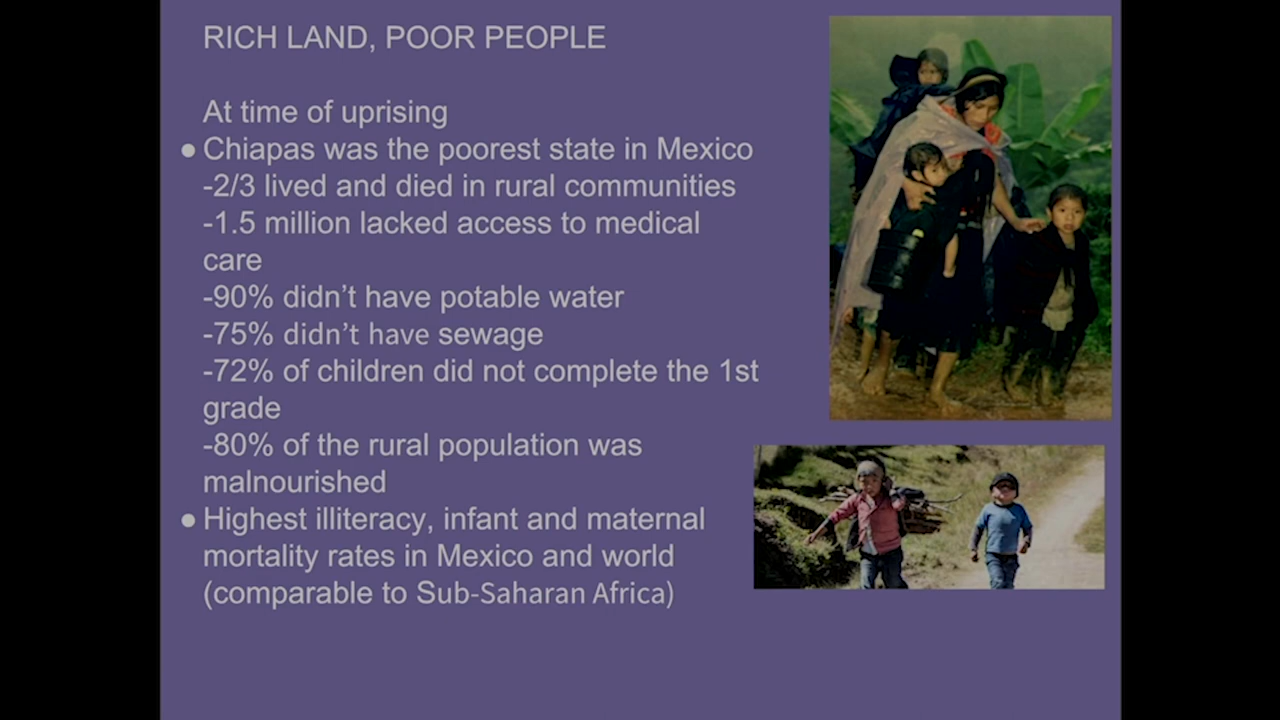 RICH LAND, POOR PEOPLE
At time of uprising
● Chiapas was the poorest state in Mexico
-2/3 lived and died in rural communities
-1.5 million lacked access to medical
care
-90% didn’t have potable water
-75% didn’t have sewage
-72% of children did not complete the 1st
grade
-80% of the rural population was
malnourished
● Highest illiteracy, infant and maternal
mortality rates in Mexico and world
(comparable to Sub-Saharan Africa)